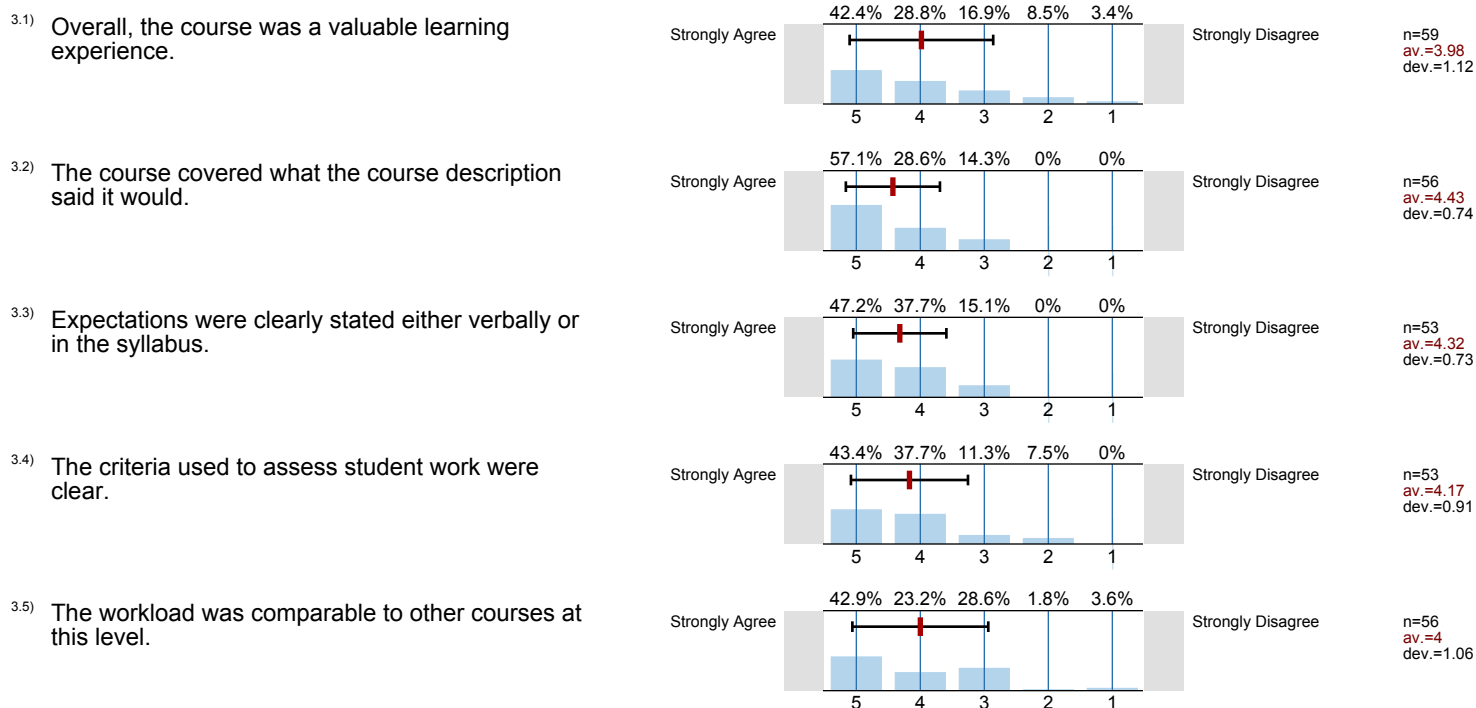 3.1) Overall, the course was a valuable learning
experience.
42.4% 28.8% 16.9% 8.5% 3.4%
Strongly Agree
Strongly Disagree
n=59
av.=3.98
dev.=1.12
5 4 3 2 1
3.2) The course covered what the course description
said it would.
57.1% 28.6% 14.3% 0% 0%
Strongly Agree
Strongly Disagree
n=56
av.=4.43
dev.=0.74
5 4 3 2 1
3.3) Expectations were clearly stated either verbally or
in the syllabus.
47.2% 37.7% 15.1% 0% 0%
Strongly Agree
Strongly Disagree
n=53
av.=4.32
dev.=0.73
5 4 3 2 1
3.4) The criteria used to assess student work were
clear.
43.4% 37.7% 11.3% 7.5% 0%
Strongly Agree
Strongly Disagree
n=53
av.=4.17
dev.=0.91
5 4 3 2 1
3.5) The workload was comparable to other courses at
this level.
42.9% 23.2% 28.6% 1.8% 3.6%
Strongly Agree
Strongly Disagree
n=56
av.=4
dev.=1.06
5 4 3 2 1